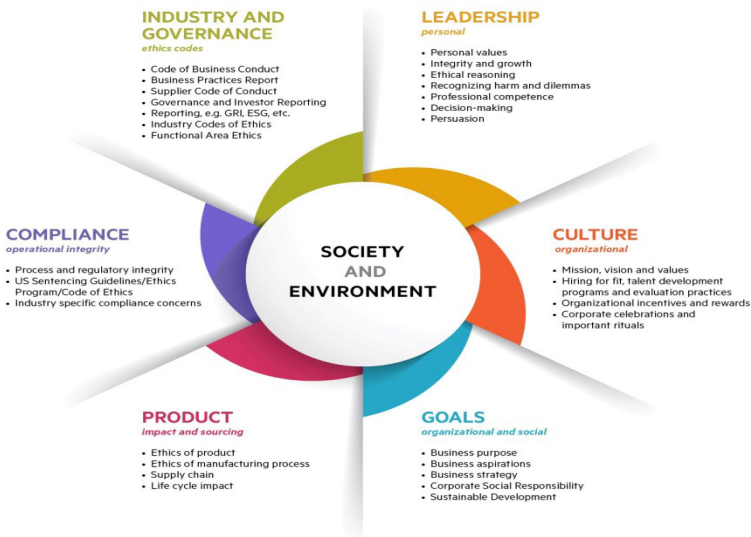 INDUSTRY AND
GOVERNANCE
ethics codes
• Code of Business Conduct
• Business Practices Report
• Supplier Code of Conduct
• Governance and Investor Reporting
• Reporting, e.g. GRI, ESG, etc.
• Industry Codes of Ethics
• Functional Area Ethics
LEADERSHIP
personal
• Personal values
• Integrity and growth
• Ethical reasoning
• Recognizing harm and dilemmas
• Professional competence
• Decision-making
• Persuasion
COMPLIANCE
operational integrity
• Process and regulatory integrity
• US Sentencing Guidelines/Ethics
Program/Code of Ethics
• Industry specific compliance concerns
SOCIETY
AND
ENVIRONMENT
CULTURE
organizational
• Mission, vision and values
• Hiring for fit, talent development
programs and evaluation practices
• Organizational incentives and rewards
• Corporate celebrations and
important rituals
PRODUCT
impact and sourcing
• Ethics of product
• Ethics of manufacturing process
• Supply chain
• Life cycle impact
GOALS
organizational and social
• Business purpose
• Business aspirations
• Business strategy
• Corporate Social Responsibility
• Sustainable Development